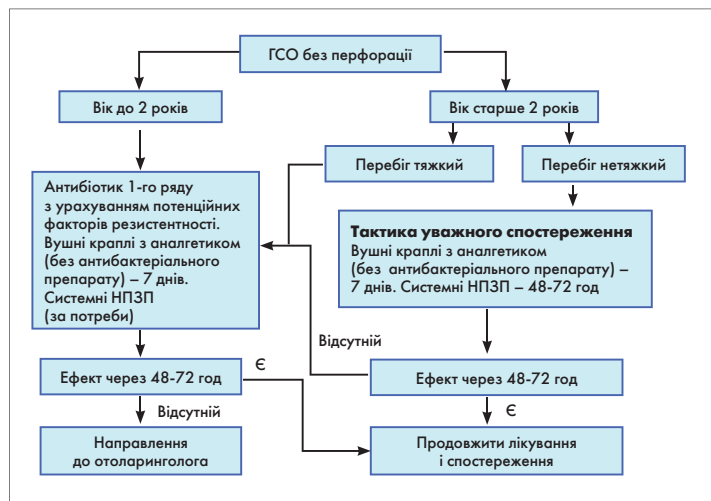 ГСО без перфорації
Вік до 2 років
Вік старше 2 років
Перебіг тяжкий
Перебіг нетяжкий
Антибіотик 1-го ряду
з урахуванням потенційних
факторів резистентності.
Вушні краплі з аналгетиком
(без антибактеріального
препарату) – 7 днів.
Системні НПЗП
(за потреби)
Тактика уважного спостереження
Вушні краплі з аналгетиком
(без антибактеріального препарату) –
7 днів. Системні НПЗП – 48-72 год
Відсутній
Є
Ефект через 48-72 год
Ефект через 48-72 год
Відсутній
Є
Направлення
до отоларинголога
Продовжити лікування
і спостереження